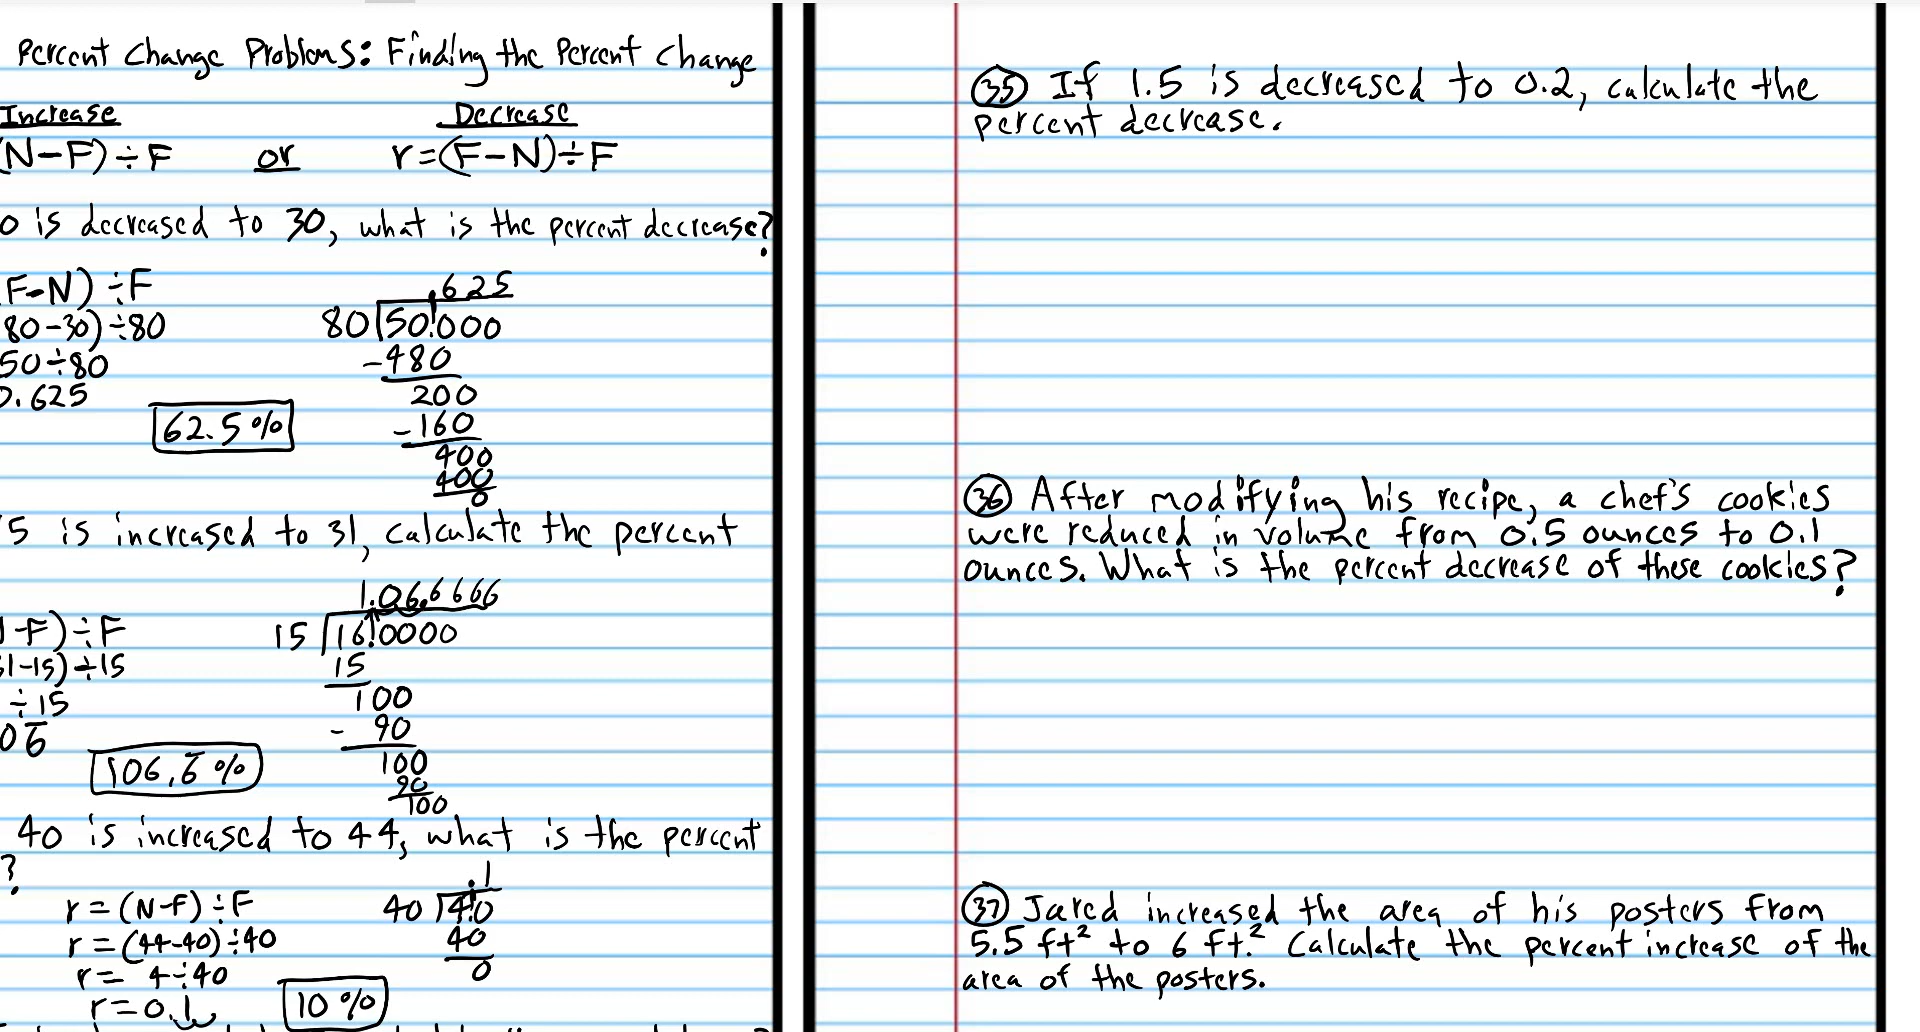 Percent Change Problems: Finding the Percent Change
Increase Decrease
(N-F) ÷ F or r = (F-N) ÷ F
0 is decreased to 30, what is the percent decrease?
F-N) ÷ F
80-30) ÷ 80
50 ÷ 80
0.625
62.5%
.625
80 50.000
-480
200
-160
400
400
0
5 is increased to 31, calculate the percent
-F) ÷ F
31-15) ÷ 15
÷ 15
06̅
106.6̅ %
1.066666
15 16.0000
15
100
- 90
100
90
100
40 is increased to 44, what is the percent
?
r = (N-F) ÷ F
r = (44-40) ÷ 40
r = 4 ÷ 40
r = 0.1
10%
.1
40 4.0
40
0
35 If 1.5 is decreased to 0.2, calculate the
percent decrease.
36 After modifying his recipe, a chef's cookies
were reduced in volume from 0.5 ounces to 0.1
ounces. What is the percent decrease of these cookies?
37 Jared increased the area of his posters from
5.5 ft² to 6 ft.² Calculate the percent increase of the
area of the posters.